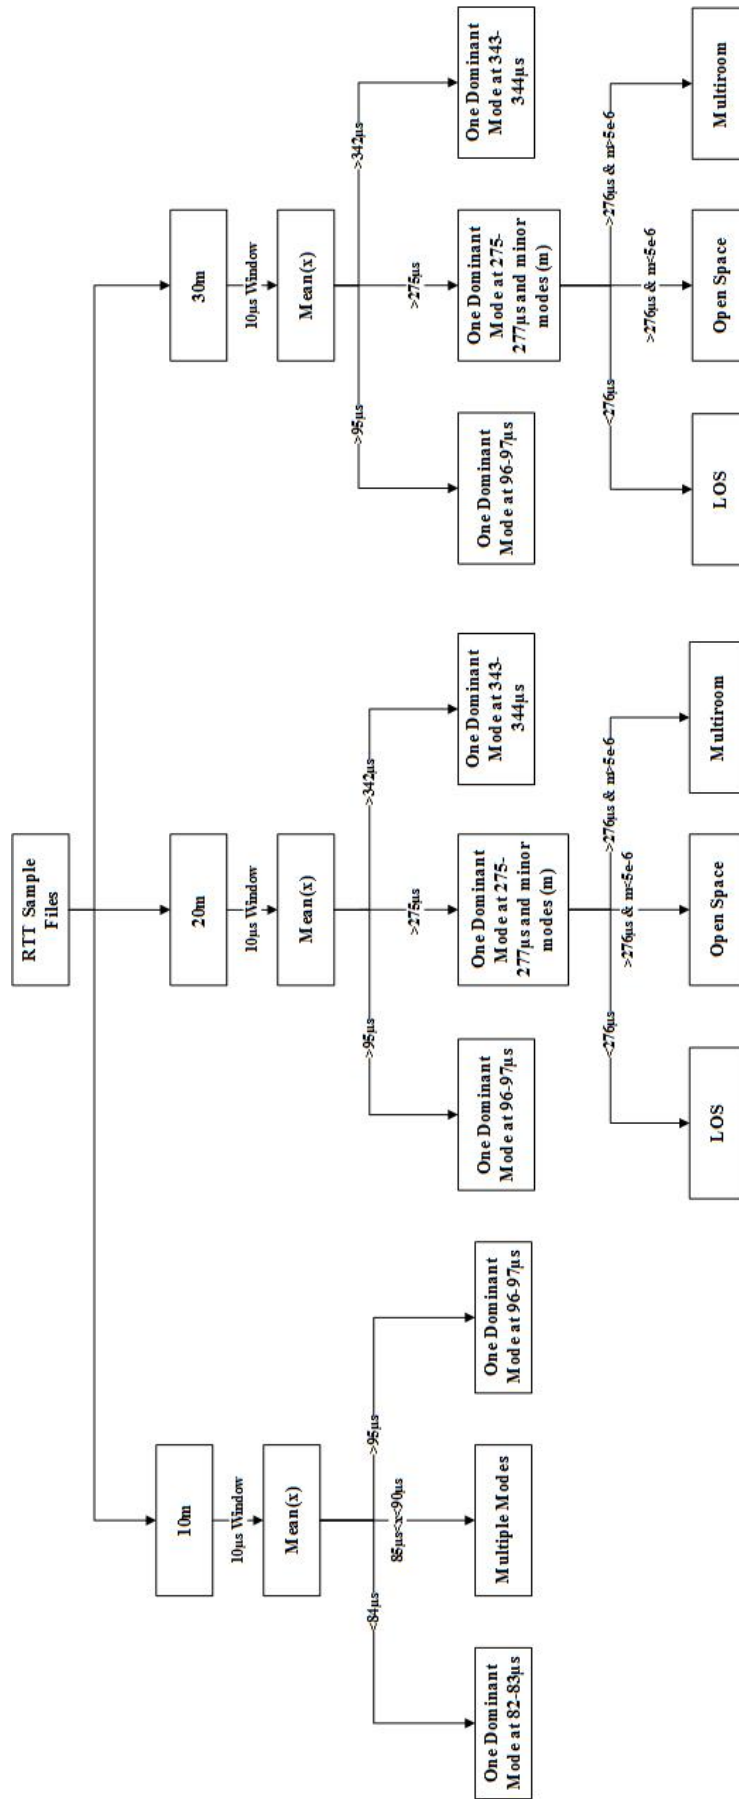 RTT Sample
Files
10m
20m
30m
10µs Window
10µs Window
10µs Window
Mean(x)
Mean(x)
Mean(x)
<84µs
85µs<x<90µs
>95µs
>95µs
>275µs
>342µs
>95µs
>275µs
>342µs
One Dominant
Mode at 82-83µs
Multiple Modes
One Dominant
Mode at 96-97µs
One Dominant
Mode at 96-97µs
One Dominant
Mode at 275-
277µs and minor
modes (m)
One Dominant
Mode at 343-
344µs
One Dominant
Mode at 96-97µs
One Dominant
Mode at 275-
277µs and minor
modes (m)
One Dominant
Mode at 343-
344µs
<276µs
>276µs & m<5e-6
>276µs & m>5e-6
<276µs
>276µs & m<5e-6
>276µs & m>5e-6
LOS
Open Space
Multiroom
LOS
Open Space
Multiroom